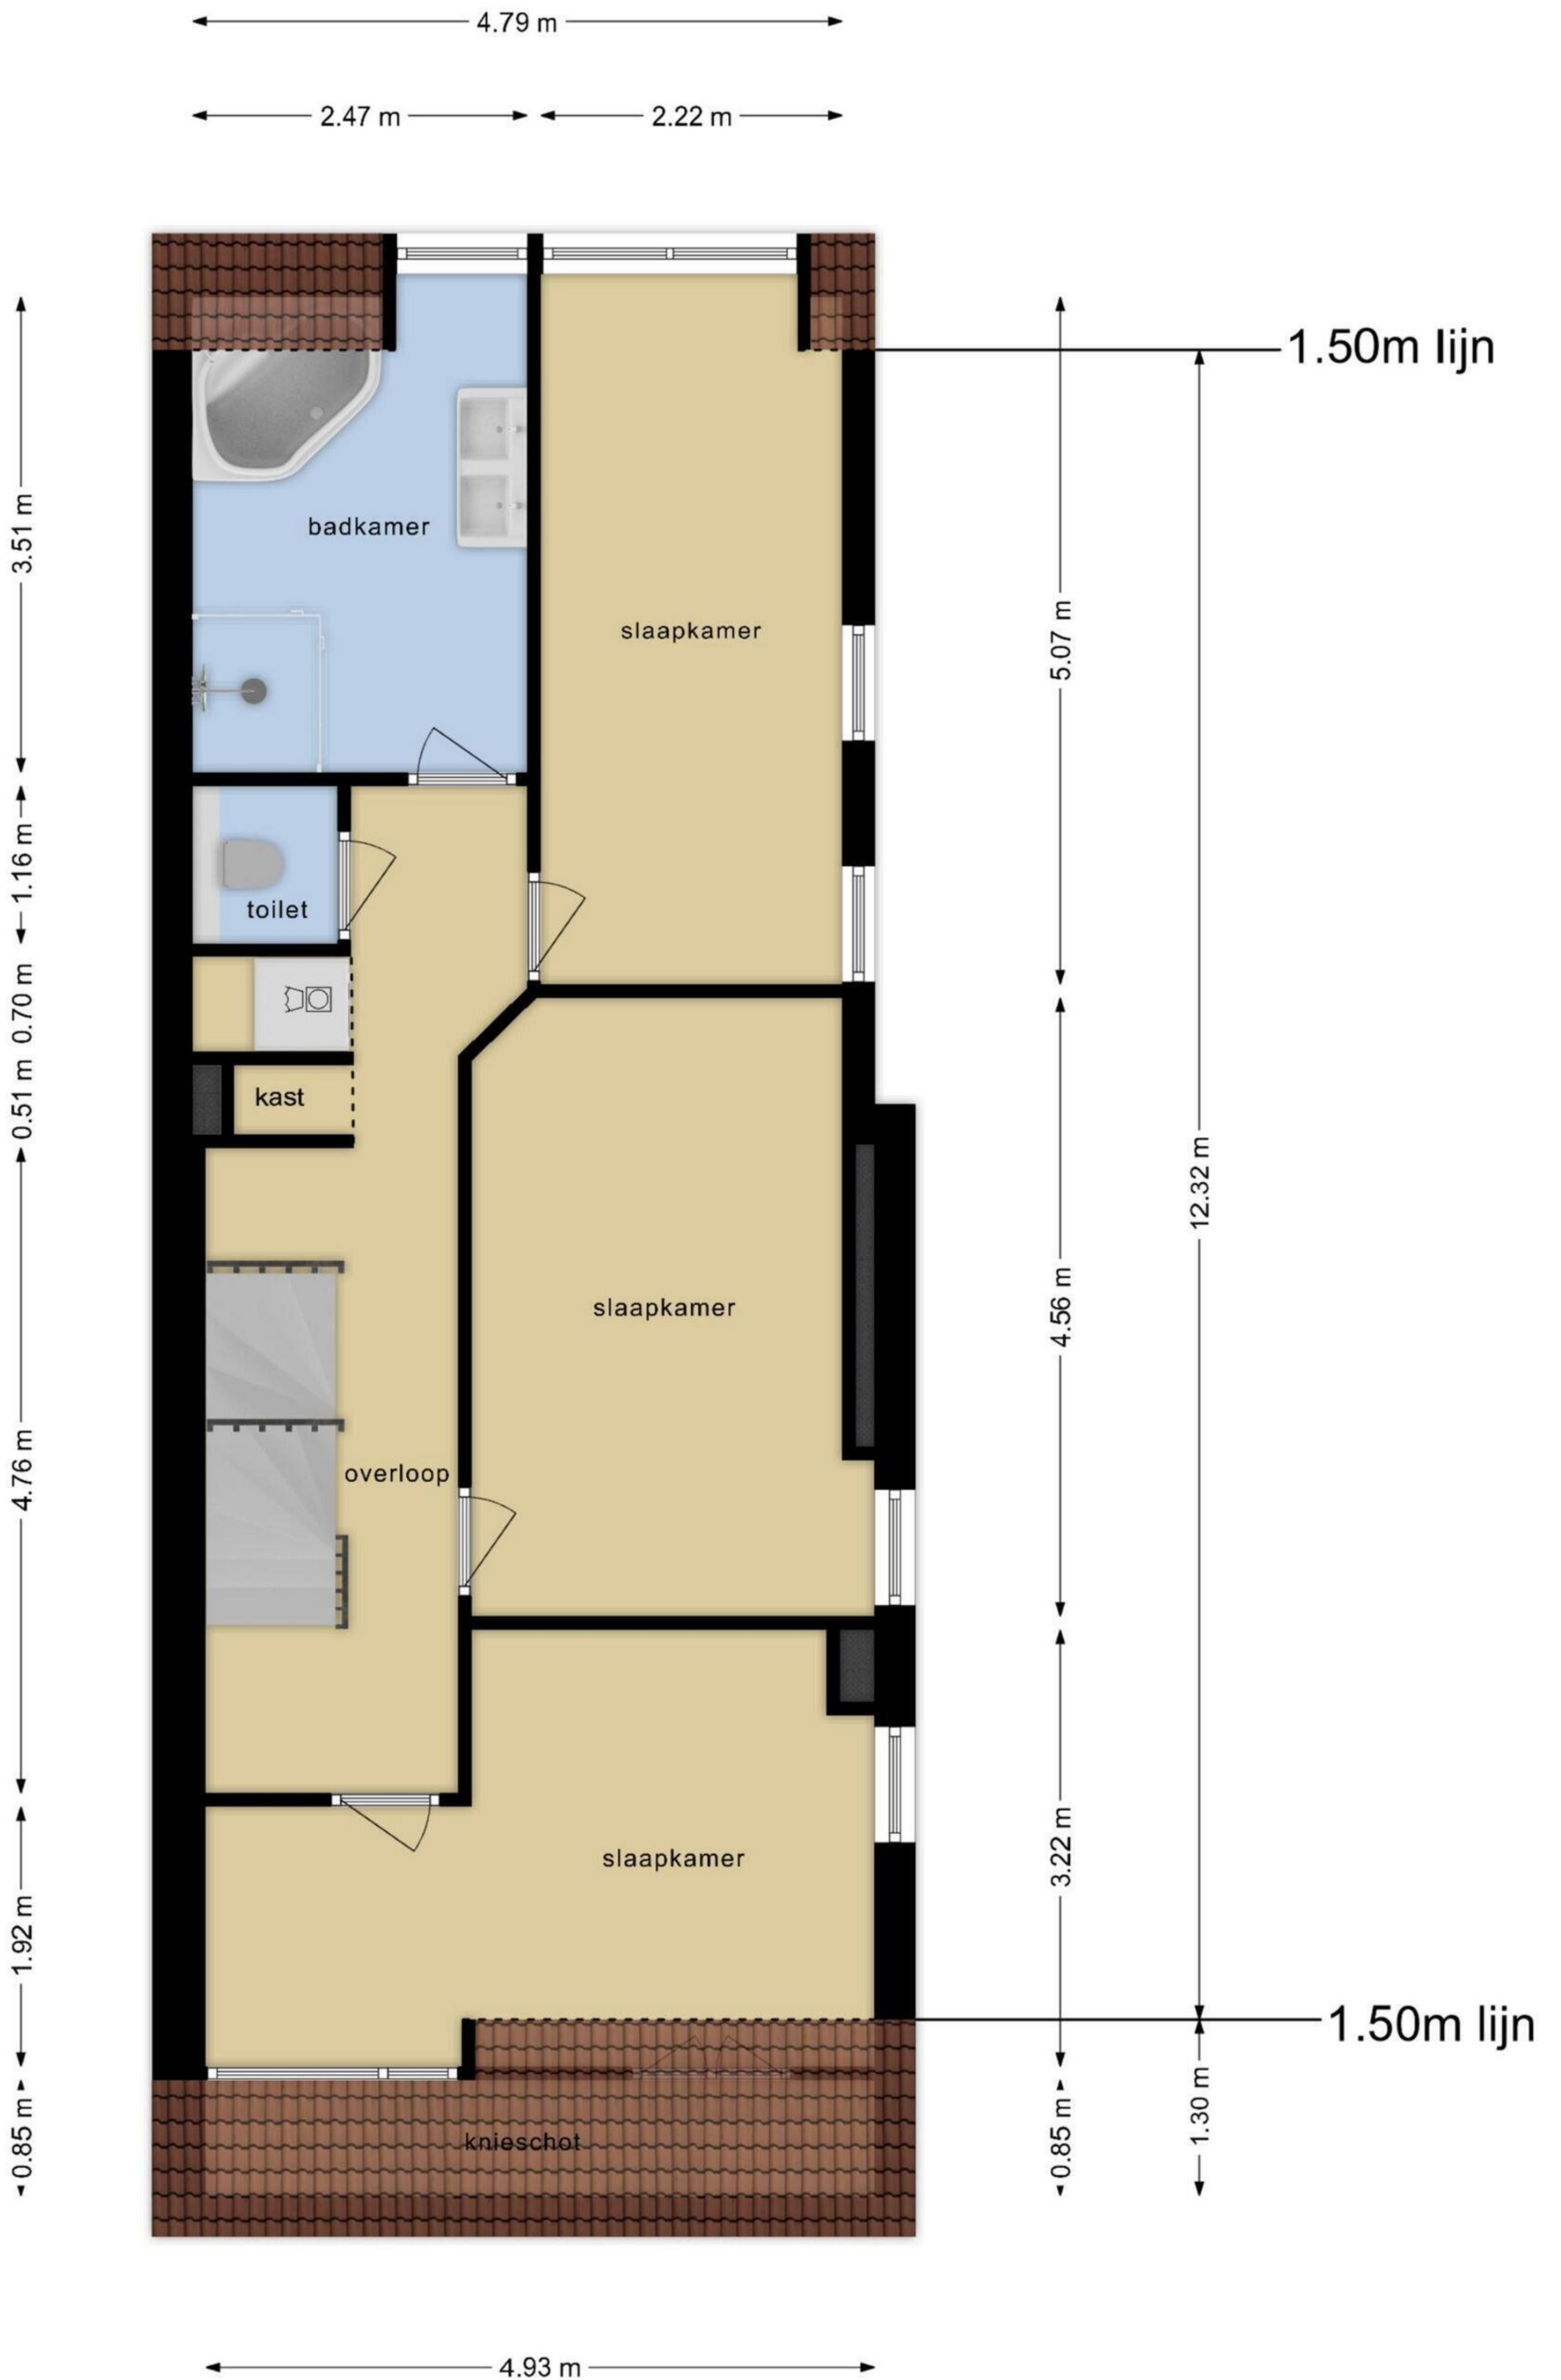 4.79 m
2.47 m
2.22 m
1.50m lijn
3.51 m
badkamer
slaapkamer
5.07 m
1.16 m
toilet
0.70 m
0.51 m
kast
12.32 m
slaapkamer
4.56 m
overloop
4.76 m
slaapkamer
3.22 m
1.92 m
1.50m lijn
knieschot
0.85 m
0.85 m
1.30 m
4.93 m